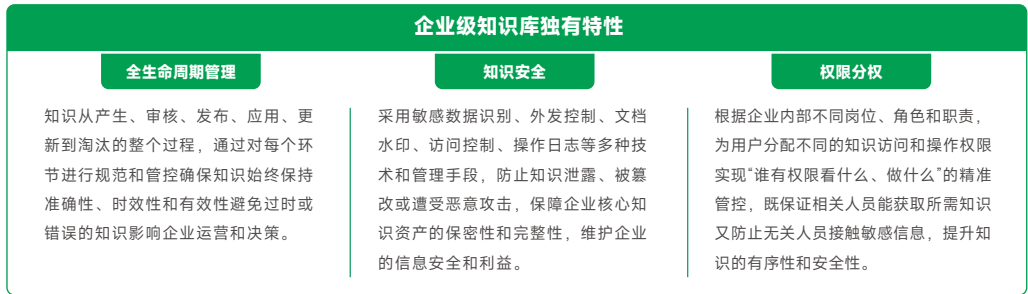 企业级知识库独有特性
全生命周期管理
知识从产生、审核、发布、应用、更
新到淘汰的整个过程，通过对每个环
节进行规范和管控确保知识始终保持
准确性、时效性和有效性避免过时或
错误的知识影响企业运营和决策。
知识安全
采用敏感数据识别、外发控制、文档
水印、访问控制、操作日志等多种技
术和管理手段，防止知识泄露、被篡
改或遭受恶意攻击，保障企业核心知
识资产的保密性和完整性，维护企业
的信息安全和利益。
权限分权
根据企业内部不同岗位、角色和职责，
为用户分配不同的知识访问和操作权限
实现“谁有权限看什么、做什么”的精准
管控，既保证相关人员能获取所需知识
又防止无关人员接触敏感信息，提升知
识的有序性和安全性。